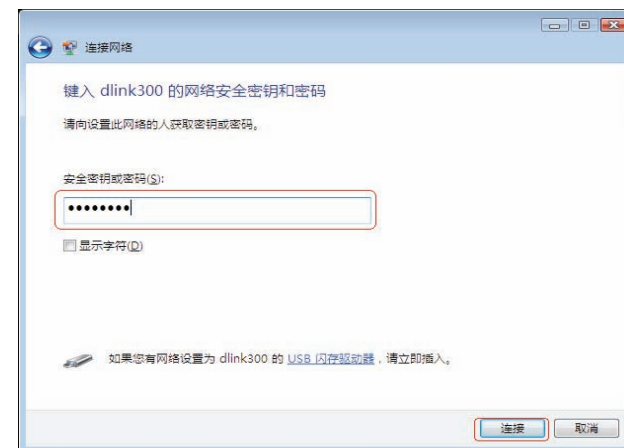 连接网络
键入 dlink300 的网络安全密钥和密码
请向设置此网络的人获取密钥或密码。
安全密钥或密码(S):
••••••••
显示字符(D)
如果您有网络设置为 dlink300 的 USB 闪存驱动器，请立即插入。
连接 取消